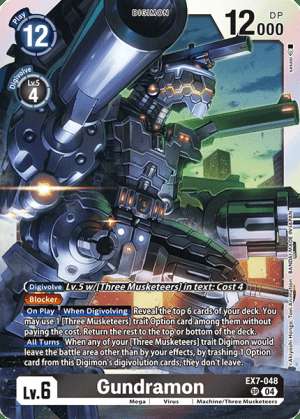 Play
12
DIGIMON
12000
DP
Digivolve
Lv.5
4
Digivolve Lv.5 w/[Three Musketeers] in text: Cost 4
Blocker
On Play When Digivolving Reveal the top 6 cards of your deck. You
may use 1 [Three Musketeers] trait Option card among them without
paying the cost. Return the rest to the top or bottom of the deck.
All Turns When any of your [Three Musketeers] trait Digimon would
leave the battle area other than by your effects, by trashing 1 Option
card from this Digimon's digivolution cards, they don't leave.
Lv.6
Gundramon
EX7-048
SR
04
Mega
Virus
Machine/Three Musketeers